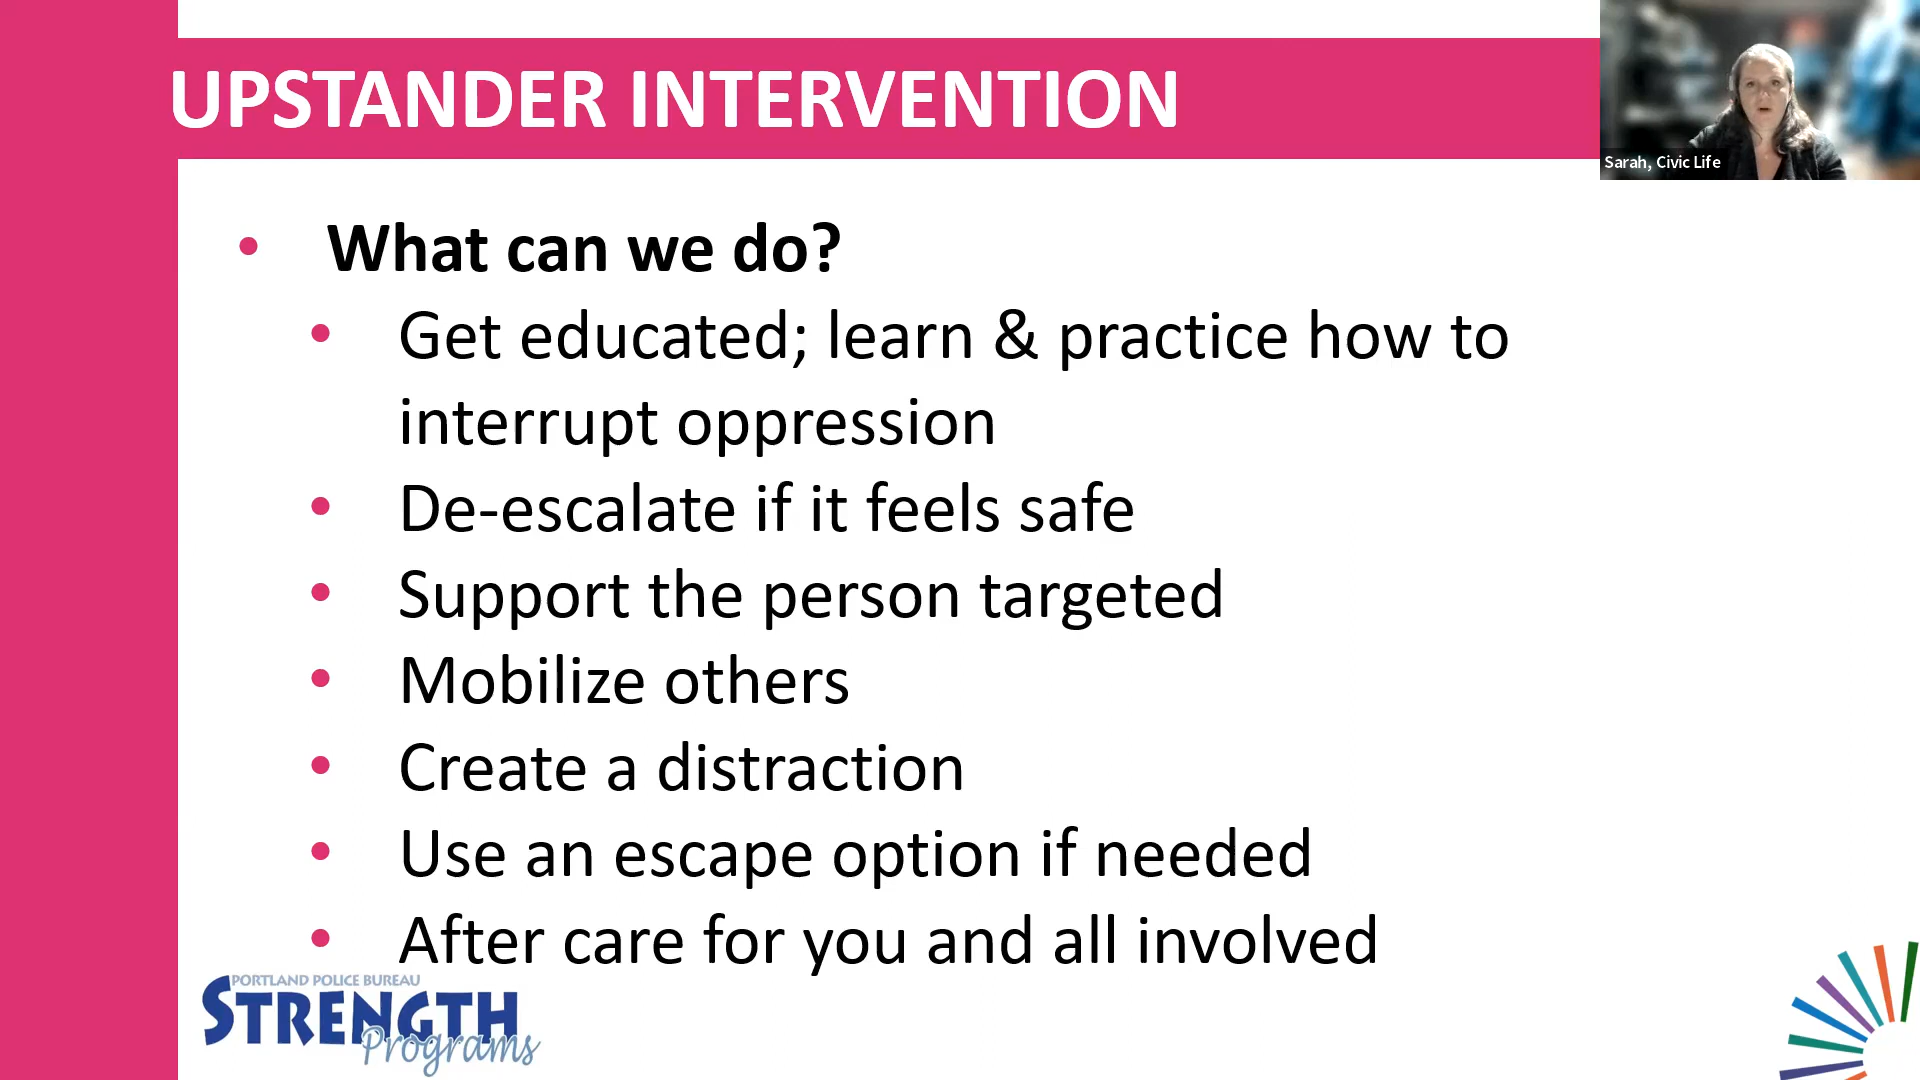 UPSTANDER INTERVENTION
Sarah, Civic Life
• What can we do?
• Get educated; learn & practice how to
interrupt oppression
• De-escalate if it feels safe
• Support the person targeted
• Mobilize others
• Create a distraction
• Use an escape option if needed
• After care for you and all involved
PORTLAND POLICE BUREAU
STRENGTH
Programs